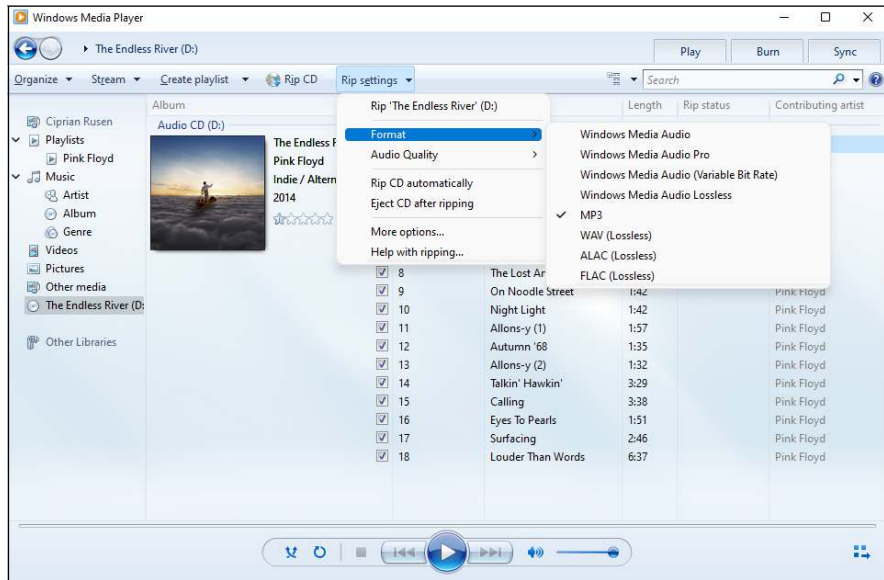 Windows Media Player
The Endless River (D:)
Play Burn Sync
Organize Stream Create playlist Rip CD Rip settings Search
Album Length Rip status Contributing artist
Ciprian Rusen
Playlists
Pink Floyd
Music
Artist
Album
Genre
Videos
Pictures
Other media
The Endless River (D:
Other Libraries
Audio CD (D:)
The Endless
Pink Floyd
Indie / Altern
2014
Rip 'The Endless River' (D:)
Format
Audio Quality
Rip CD automatically
Eject CD after ripping
More options...
Help with ripping...
Windows Media Audio
Windows Media Audio Pro
Windows Media Audio (Variable Bit Rate)
Windows Media Audio Lossless
MP3
WAV (Lossless)
ALAC (Lossless)
FLAC (Lossless)
8 The Lost Ar
9 On Noodle Street 1:42 Pink Floyd
10 Night Light 1:42 Pink Floyd
11 Allons-y (1) 1:57 Pink Floyd
12 Autumn '68 1:35 Pink Floyd
13 Allons-y (2) 1:32 Pink Floyd
14 Talkin' Hawkin' 3:29 Pink Floyd
15 Calling 3:38 Pink Floyd
16 Eyes To Pearls 1:51 Pink Floyd
17 Surfacing 2:46 Pink Floyd
18 Louder Than Words 6:37 Pink Floyd